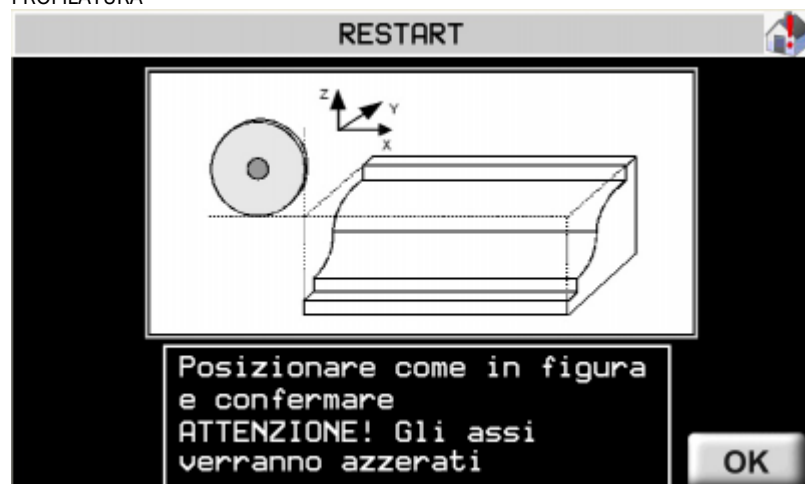 PROFILATURA
RESTART
Z
Y
X
Posizionare come in figura
e confermare
ATTENZIONE! Gli assi
verranno azzerati
OK